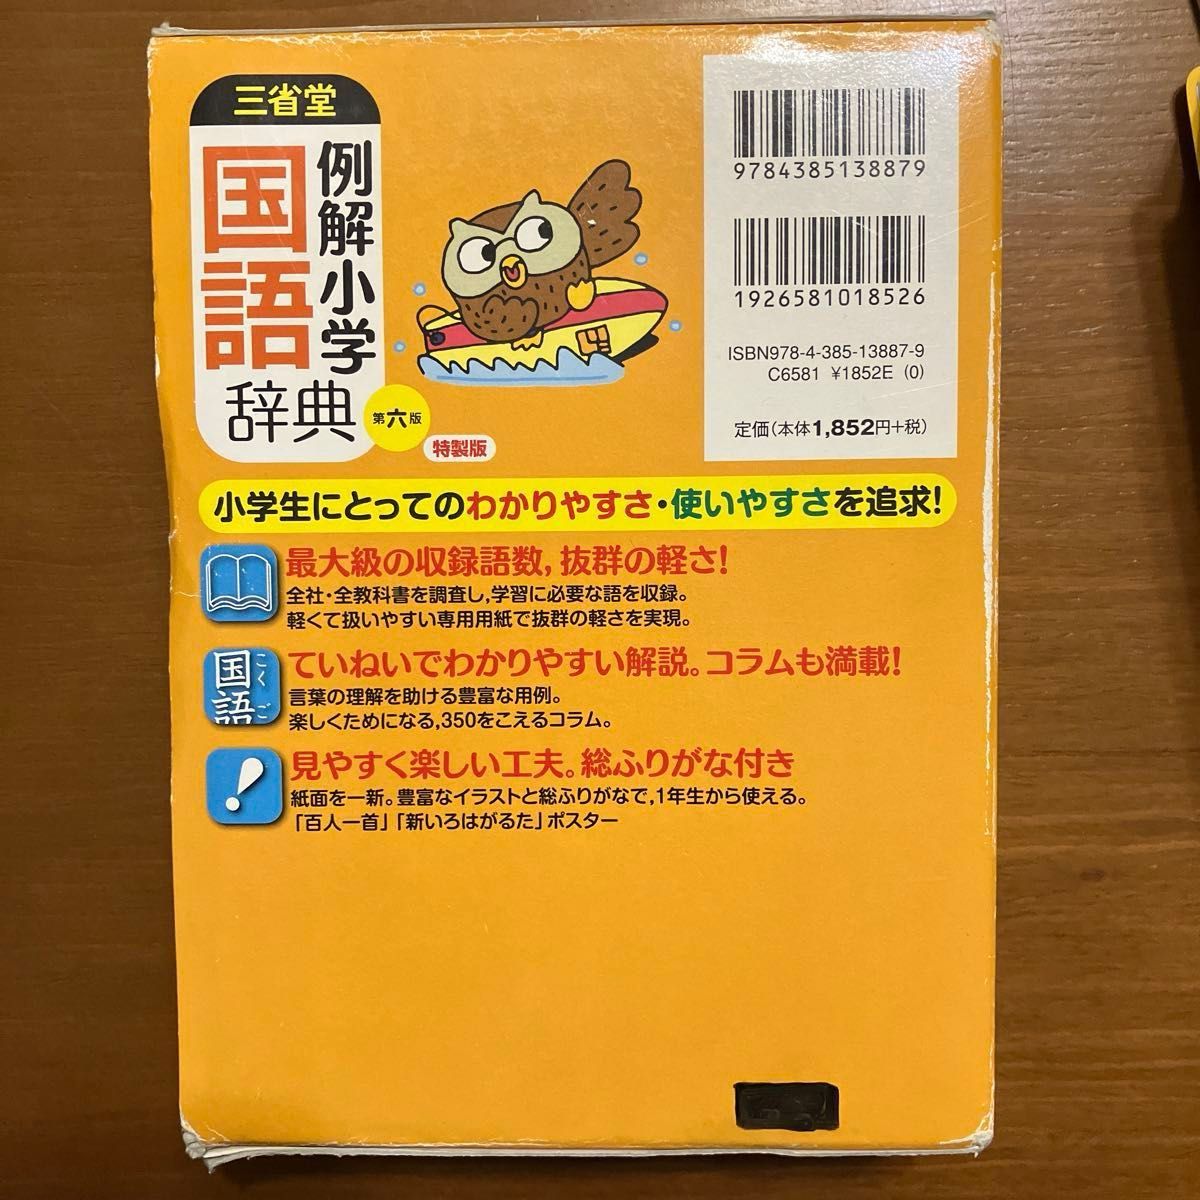 三省堂
例解小学
国語
辞典
第六版
特製版
9784385138879
1926581018526
ISBN978-4-385-13887-9
C6581 ¥1852E (0)
定価(本体1,852円+税)
小学生にとってのわかりやすさ・使いやすさを追求!
最大級の収録語数,抜群の軽さ!
全社・全教科書を調査し,学習に必要な語を収録。
軽くて扱いやすい専用用紙で抜群の軽さを実現。
国語
こくご
ていねいでわかりやすい解説。コラムも満載!
言葉の理解を助ける豊富な用例。
楽しくためになる,350をこえるコラム。
!
見やすく楽しい工夫。総ふりがな付き
紙面を一新。豊富なイラストと総ふりがなで,1年生から使える。
「百人一首」「新いろはがるた」ポスター